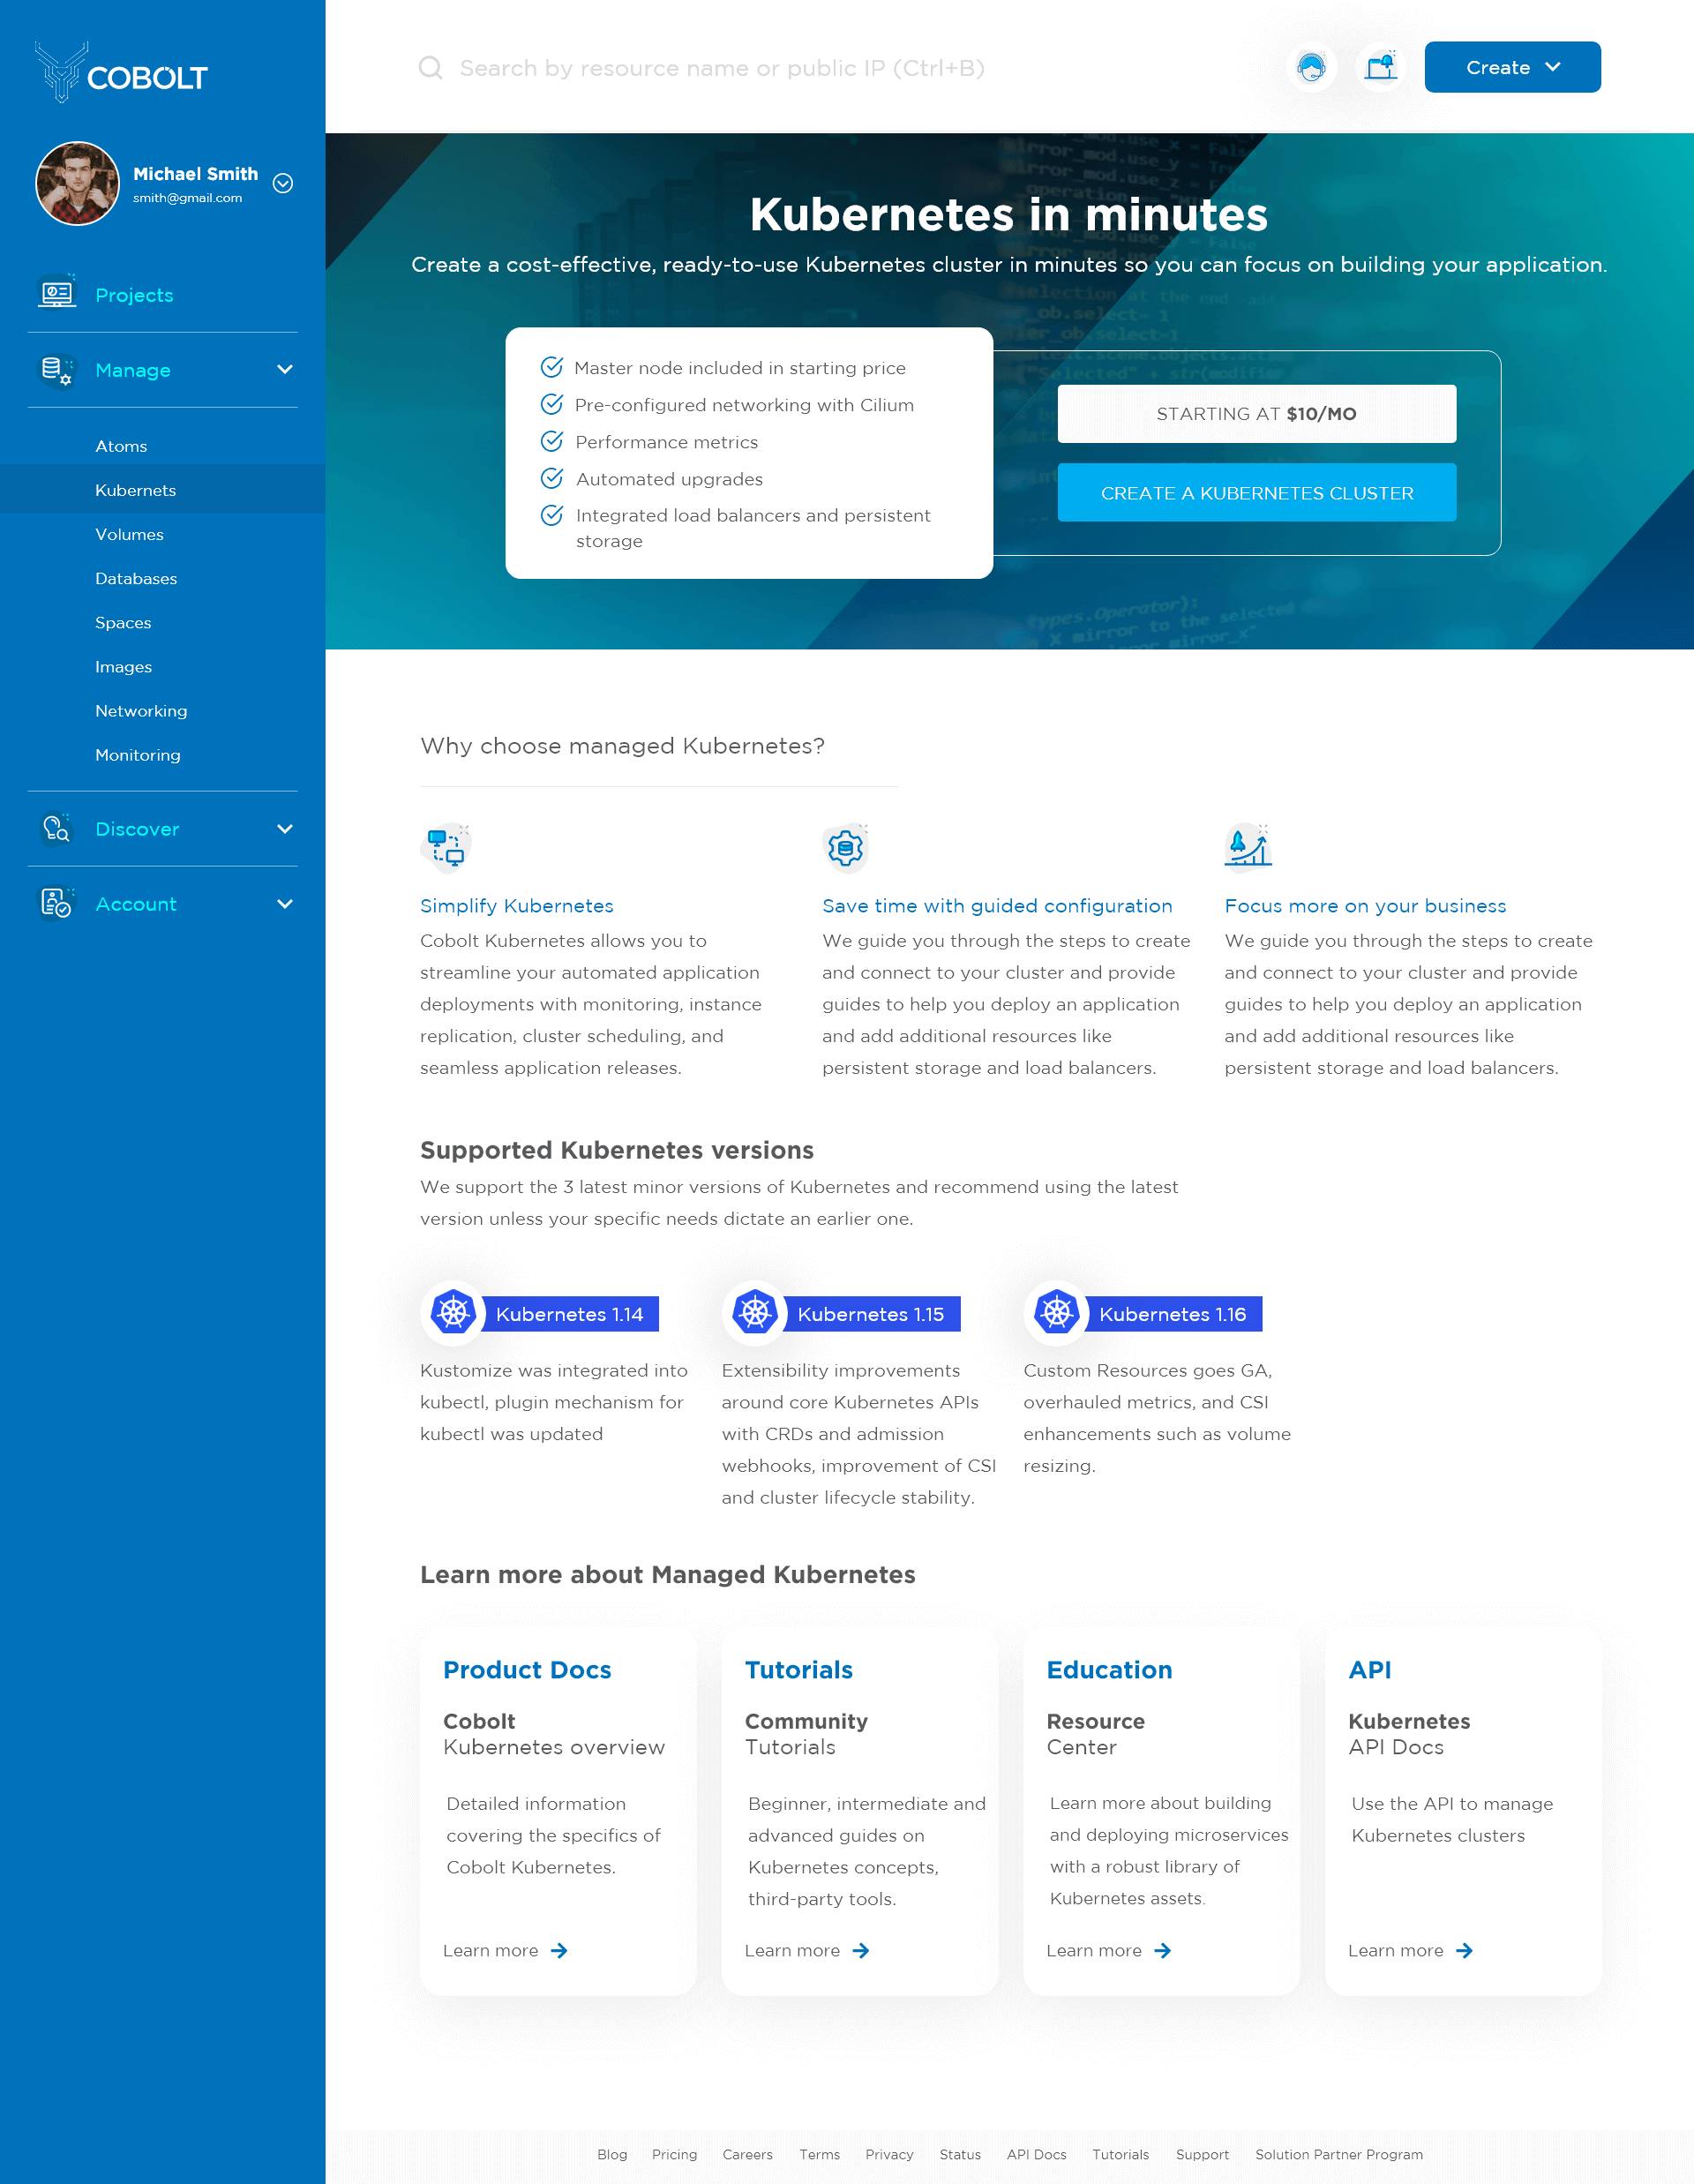 COBOLT
Michael Smith
smith@gmail.com
Projects
Manage
Atoms
Kubernets
Volumes
Databases
Spaces
Images
Networking
Monitoring
Discover
Account
Search by resource name or public IP (Ctrl+B)
Create
Kubernetes in minutes
Create a cost-effective, ready-to-use Kubernetes cluster in minutes so you can focus on building your application.
Master node included in starting price
Pre-configured networking with Cilium
Performance metrics
Automated upgrades
Integrated load balancers and persistent
storage
STARTING AT $10/MO
CREATE A KUBERNETES CLUSTER
Why choose managed Kubernetes?
Simplify Kubernetes
Cobolt Kubernetes allows you to
streamline your automated application
deployments with monitoring, instance
replication, cluster scheduling, and
seamless application releases.
Save time with guided configuration
We guide you through the steps to create
and connect to your cluster and provide
guides to help you deploy an application
and add additional resources like
persistent storage and load balancers.
Focus more on your business
We guide you through the steps to create
and connect to your cluster and provide
guides to help you deploy an application
and add additional resources like
persistent storage and load balancers.
Supported Kubernetes versions
We support the 3 latest minor versions of Kubernetes and recommend using the latest
version unless your specific needs dictate an earlier one.
Kubernetes 1.14
Kustomize was integrated into
kubectl, plugin mechanism for
kubectl was updated
Kubernetes 1.15
Extensibility improvements
around core Kubernetes APIs
with CRDs and admission
webhooks, improvement of CSI
and cluster lifecycle stability.
Kubernetes 1.16
Custom Resources goes GA,
overhauled metrics, and CSI
enhancements such as volume
resizing.
Learn more about Managed Kubernetes
Product Docs
Cobolt
Kubernetes overview
Detailed information
covering the specifics of
Cobolt Kubernetes.
Learn more
Tutorials
Community
Tutorials
Beginner, intermediate and
advanced guides on
Kubernetes concepts,
third-party tools.
Learn more
Education
Resource
Center
Learn more about building
and deploying microservices
with a robust library of
Kubernetes assets.
Learn more
API
Kubernetes
API Docs
Use the API to manage
Kubernetes clusters
Learn more
Blog Pricing Careers Terms Privacy Status API Docs Tutorials Support Solution Partner Program